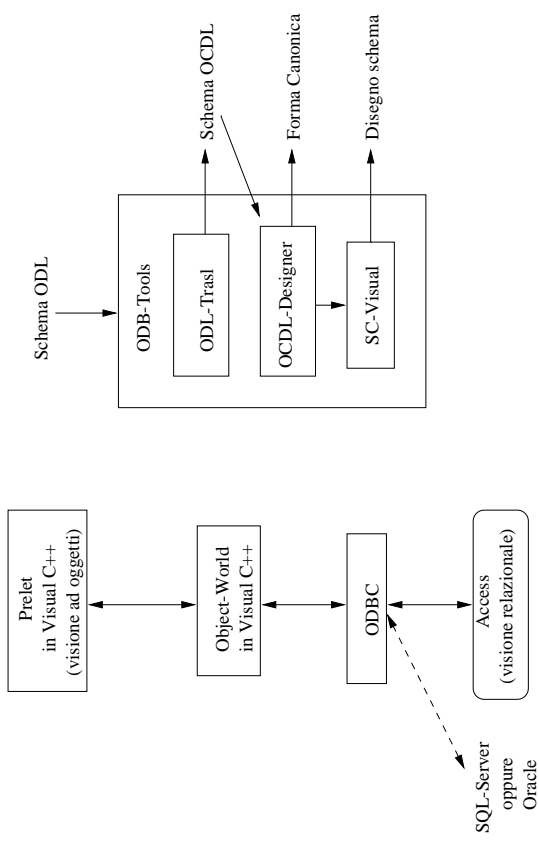 Prelet
in Visual C++
(visione ad oggetti)
Object-World
in Visual C++
ODBC
Access
(visione relazionale)
SQL-Server
oppure
Oracle
Schema ODL
ODB-Tools
ODL-Trasl
Schema OCDL
OCDL-Designer
Forma Canonica
SC-Visual
Disegno schema